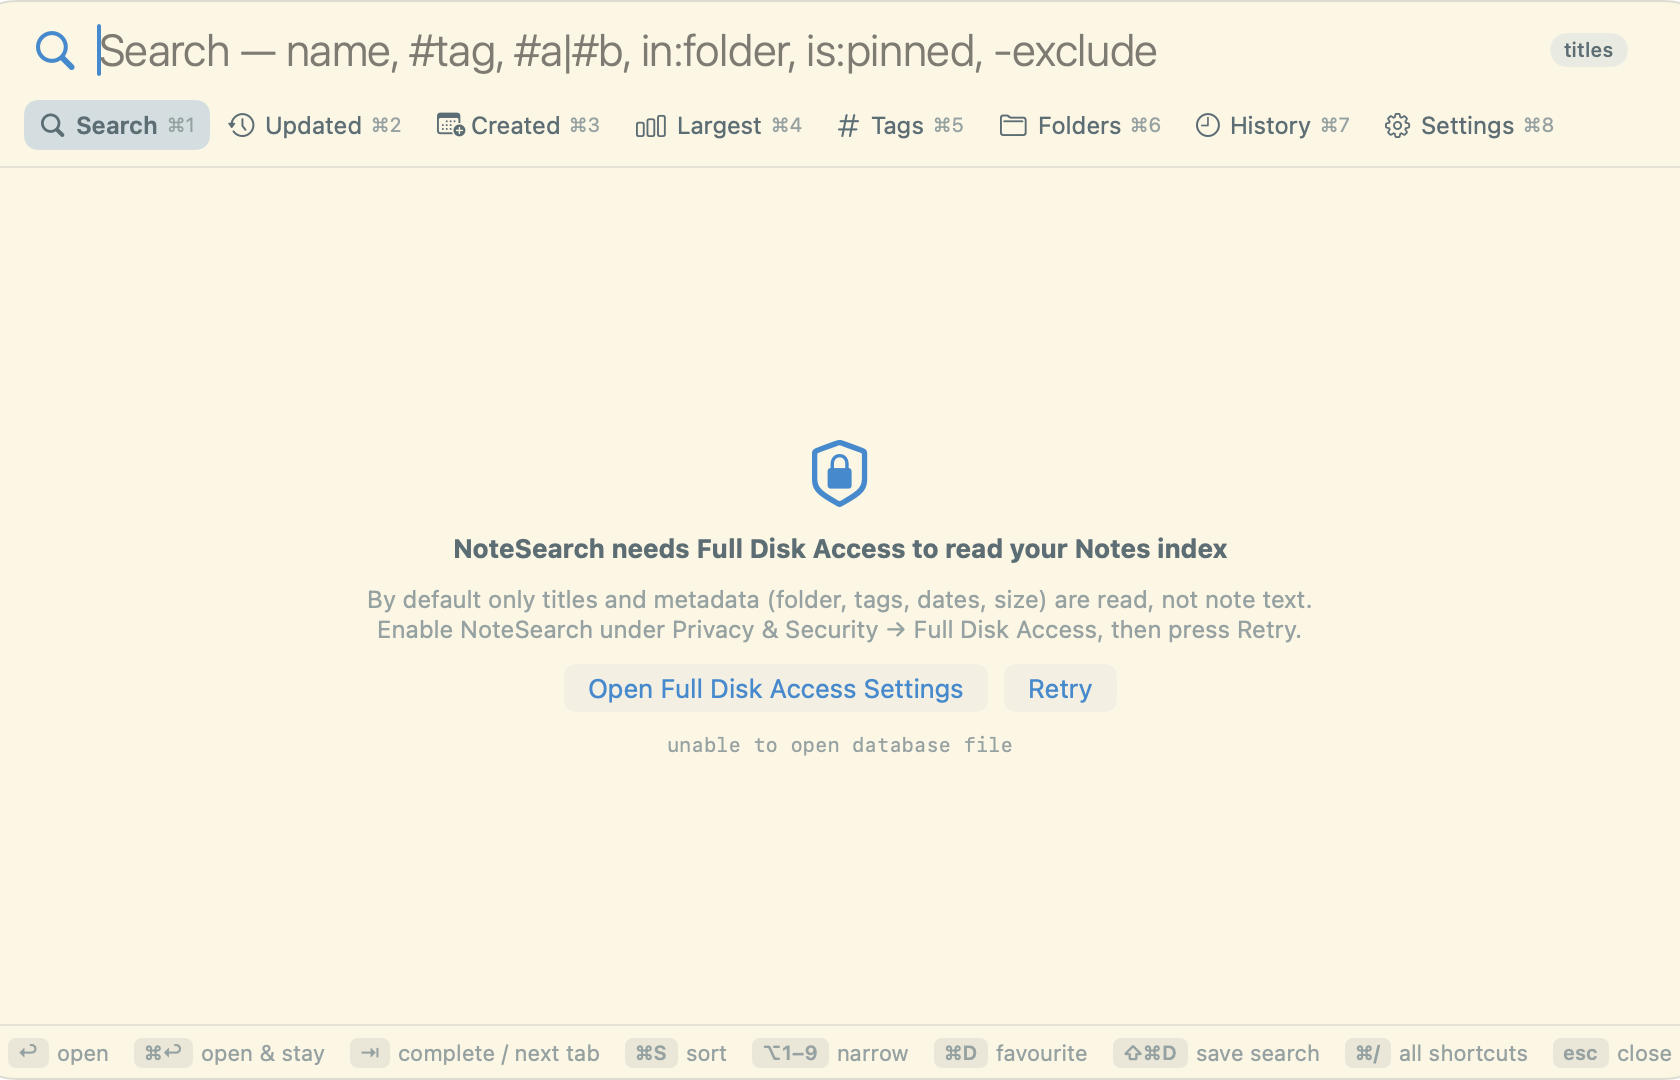 Search — name, #tag, #a|#b, in:folder, is:pinned, -exclude
titles
Search ⌘1 Updated ⌘2 Created ⌘3 Largest ⌘4 Tags ⌘5 Folders ⌘6 History ⌘7 Settings ⌘8
NoteSearch needs Full Disk Access to read your Notes index
By default only titles and metadata (folder, tags, dates, size) are read, not note text.
Enable NoteSearch under Privacy & Security → Full Disk Access, then press Retry.
Open Full Disk Access Settings Retry
unable to open database file
↩ open ⌘↩ open & stay ⇥ complete / next tab ⌘S sort ⌥1–9 narrow ⌘D favourite ⇧⌘D save search ⌘/ all shortcuts esc close